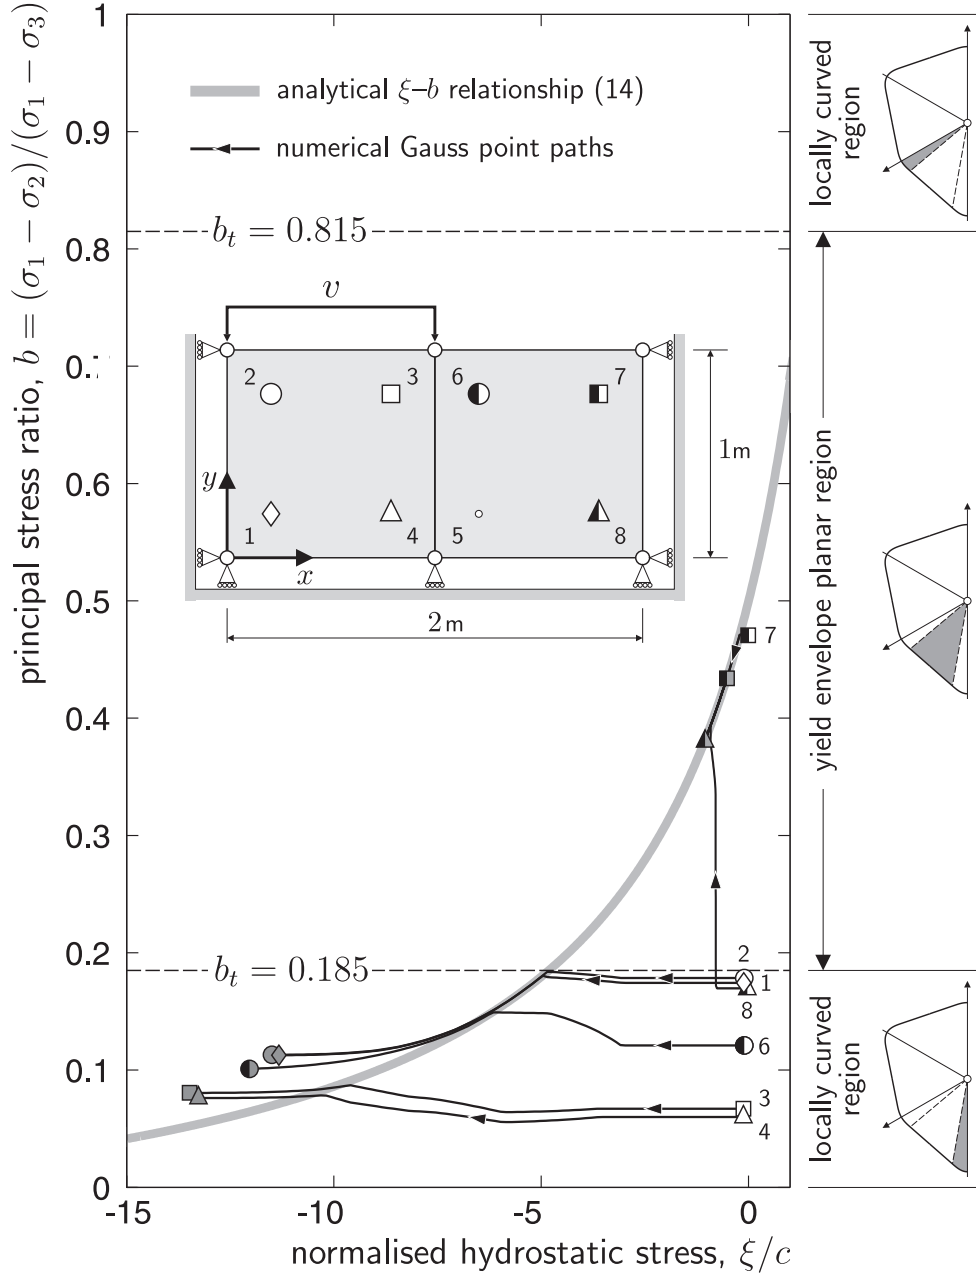 principal stress ratio, b = (σ₁ − σ₂)/(σ₁ − σ₃)
1
0.9
0.8
0.7
0.6
0.5
0.4
0.3
0.2
0.1
0
analytical ξ–b relationship (14)
numerical Gauss point paths
b_t = 0.815
v
2
3
6
7
1
4
5
8
y
x
1m
2m
7
b_t = 0.185
2
1
8
6
3
4
-15
-10
-5
0
normalised hydrostatic stress, ξ/c
locally curved
region
yield envelope planar region
locally curved
region